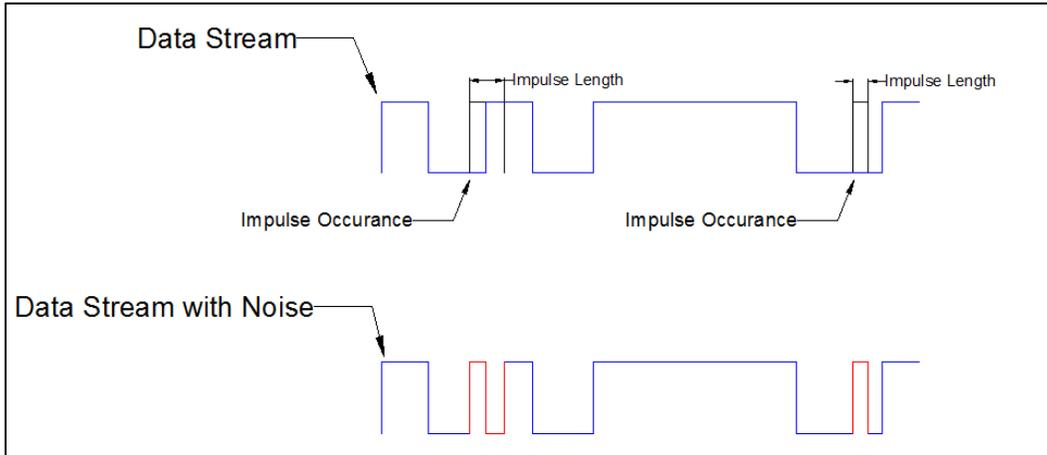 Data Stream
Impulse Length
Impulse Length
Impulse Occurance
Impulse Occurance
Data Stream with Noise